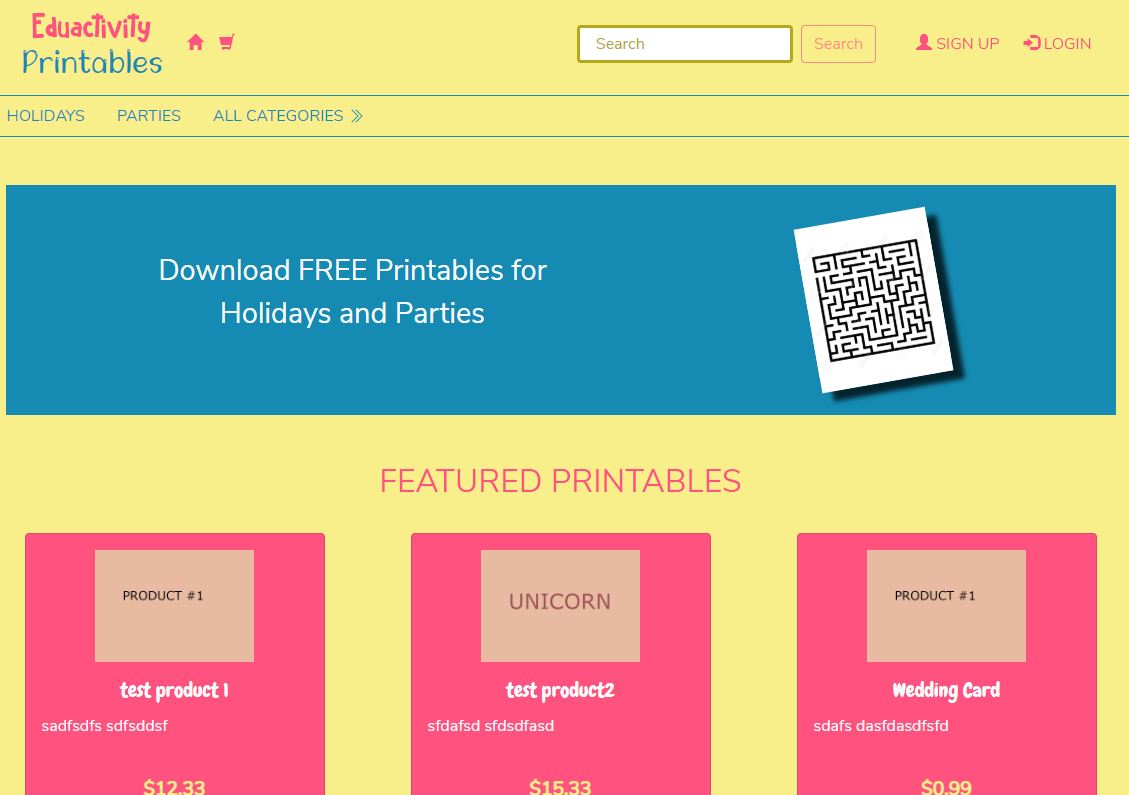 Eduactivity
Printables
Search
Search
SIGN UP
LOGIN
HOLIDAYS
PARTIES
ALL CATEGORIES
Download FREE Printables for
Holidays and Parties
FEATURED PRINTABLES
PRODUCT #1
UNICORN
PRODUCT #1
test product 1
test product2
Wedding Card
sadfsdfs sdfsddsf
sfdafsd sfdsdfasd
sdafs dasfdasdfsfd
$12.33
$15.33
$0.99